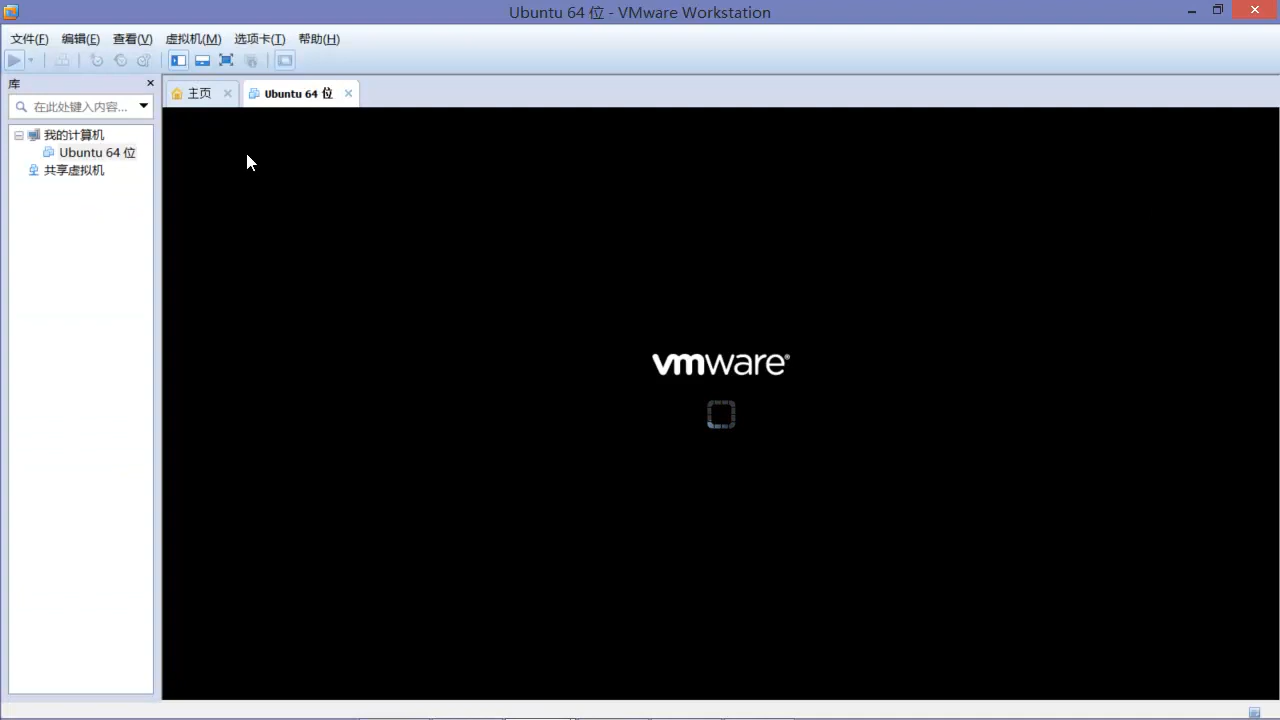 Ubuntu 64 位 - VMware Workstation
文件(F) 编辑(E) 查看(V) 虚拟机(M) 选项卡(T) 帮助(H)
库
主页
Ubuntu 64 位
在此处键入内容...
我的计算机
Ubuntu 64 位
共享虚拟机
vmware®